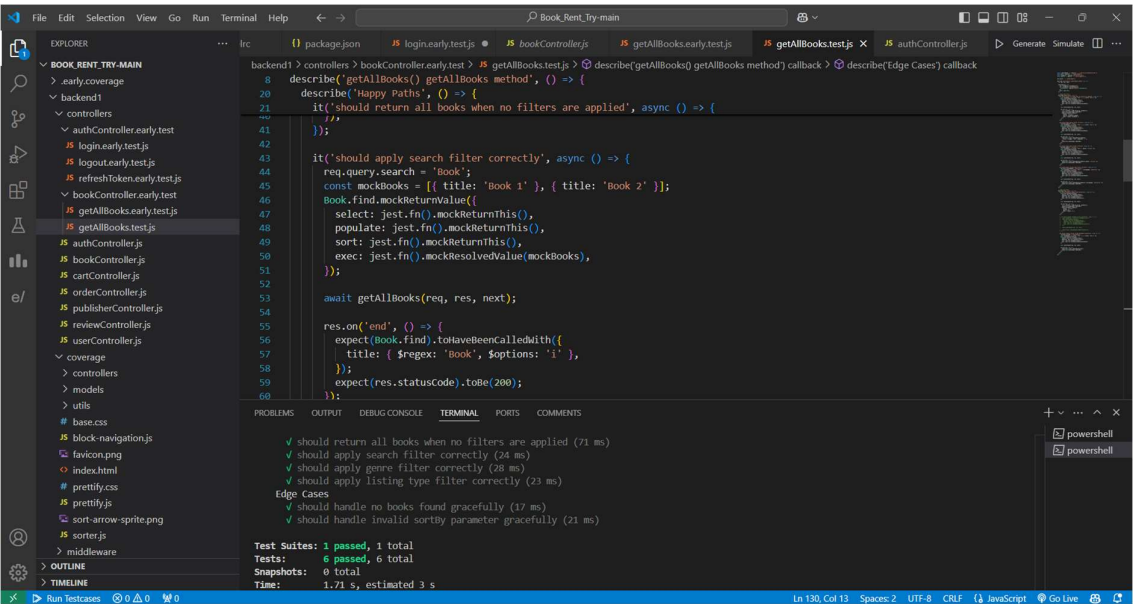 File Edit Selection View Go Run Terminal Help
Book_Rent_Try-main
EXPLORER
lrc
package.json
login.early.test.js
bookController.js
getAllBooks.early.test.js
getAllBooks.test.js
authController.js
Generate Simulate
BOOK_RENT_TRY-MAIN
.early.coverage
backend1
controllers
authController.early.test
login.early.test.js
logout.early.test.js
refreshToken.early.test.js
bookController.early.test
getAllBooks.early.test.js
getAllBooks.test.js
authController.js
bookController.js
cartController.js
orderController.js
publisherController.js
reviewController.js
userController.js
coverage
controllers
models
utils
base.css
block-navigation.js
favicon.png
index.html
prettify.css
prettify.js
sort-arrow-sprite.png
sorter.js
middleware
OUTLINE
TIMELINE
backend1 > controllers > bookController.early.test > JS getAllBooks.test.js > describe('getAllBooks() getAllBooks method') callback > describe('Edge Cases') callback
8 describe('getAllBooks() getAllBooks method', () => {
20 describe('Happy Paths', () => {
21 it('should return all books when no filters are applied', async () => {
40 }),
41 });
42
43 it('should apply search filter correctly', async () => {
44 req.query.search = 'Book';
45 const mockBooks = [{ title: 'Book 1' }, { title: 'Book 2' }];
46 Book.find.mockReturnValue({
47 select: jest.fn().mockReturnThis(),
48 populate: jest.fn().mockReturnThis(),
49 sort: jest.fn().mockReturnThis(),
50 exec: jest.fn().mockResolvedValue(mockBooks),
51 });
52
53 await getAllBooks(req, res, next);
54
55 res.on('end', () => {
56 expect(Book.find).toHaveBeenCalledWith({
57 title: { $regex: 'Book', $options: 'i' },
58 });
59 expect(res.statusCode).toBe(200);
60 });
PROBLEMS OUTPUT DEBUG CONSOLE TERMINAL PORTS COMMENTS
√ should return all books when no filters are applied (71 ms)
√ should apply search filter correctly (24 ms)
√ should apply genre filter correctly (28 ms)
√ should apply listing type filter correctly (23 ms)
Edge Cases
√ should handle no books found gracefully (17 ms)
√ should handle invalid sortBy parameter gracefully (21 ms)
Test Suites: 1 passed, 1 total
Tests: 6 passed, 6 total
Snapshots: 0 total
Time: 1.71 s, estimated 3 s
powershell
powershell
Run Testcases 0 0 0
Ln 130, Col 13 Spaces: 2 UTF-8 CRLF {} JavaScript Go Live